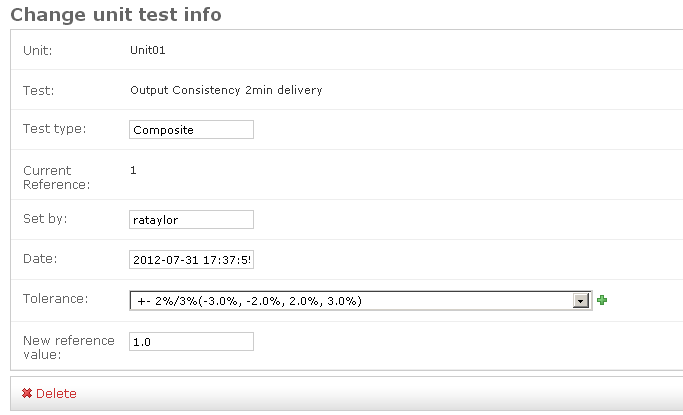 Change unit test info
Unit: Unit01
Test: Output Consistency 2min delivery
Test type: Composite
Current
Reference: 1
Set by: rataylor
Date: 2012-07-31 17:37:5
Tolerance: +- 2%/3%(-3.0%, -2.0%, 2.0%, 3.0%)
New reference
value: 1.0
Delete